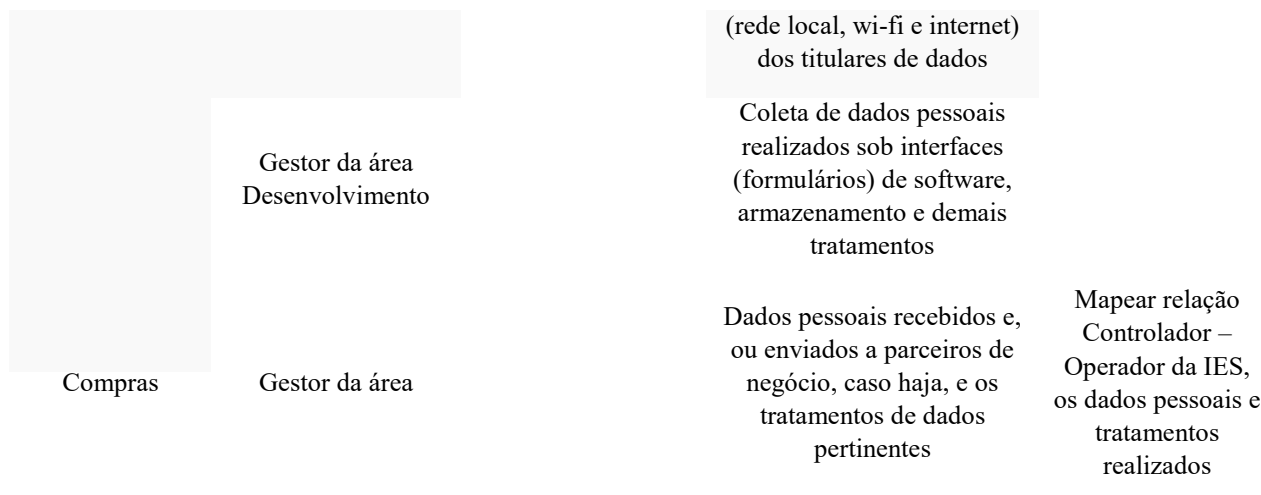 (rede local, wi-fi e internet)
dos titulares de dados
Gestor da área
Desenvolvimento
Coleta de dados pessoais
realizados sob interfaces
(formulários) de software,
armazenamento e demais
tratamentos
Compras
Gestor da área
Dados pessoais recebidos e,
ou enviados a parceiros de
negócio, caso haja, e os
tratamentos de dados
pertinentes
Mapear relação
Controlador –
Operador da IES,
os dados pessoais e
tratamentos
realizados